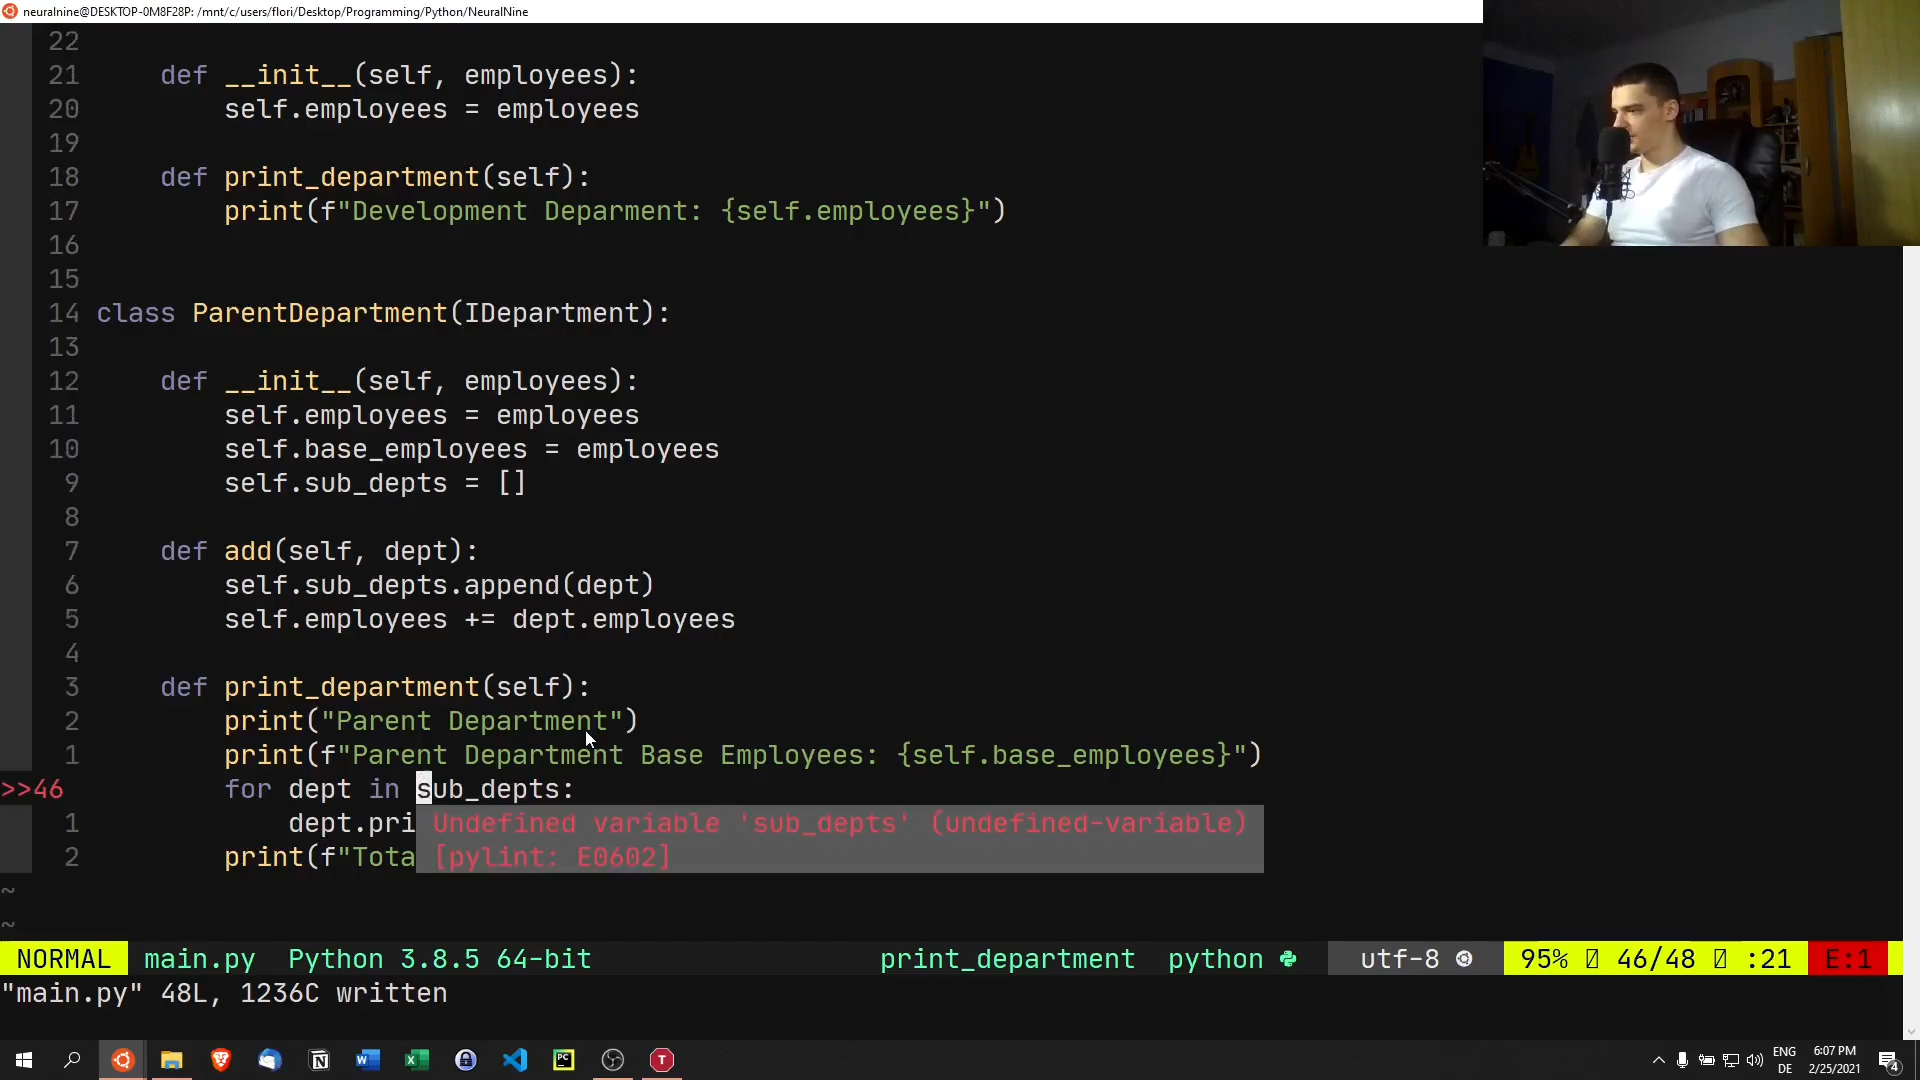 neuralnine@DESKTOP-0M8F28P: /mnt/c/users/flori/Desktop/Programming/Python/NeuralNine
22
21     def __init__(self, employees):
20         self.employees = employees
19
18     def print_department(self):
17         print(f"Development Deparment: {self.employees}")
16
15
14 class ParentDepartment(IDepartment):
13
12     def __init__(self, employees):
11         self.employees = employees
10         self.base_employees = employees
9         self.sub_depts = []
8
7     def add(self, dept):
6         self.sub_depts.append(dept)
5         self.employees += dept.employees
4
3     def print_department(self):
2         print("Parent Department")
1         print(f"Parent Department Base Employees: {self.base_employees}")
>>46         for dept in sub_depts:
1             dept.pri Undefined variable 'sub_depts' (undefined-variable)
2         print(f"Tota [pylint: E0602]
~
~
NORMAL main.py Python 3.8.5 64-bit print_department python utf-8 95% 46/48 :21 E:1
"main.py" 48L, 1236C written
ENG 6:07 PM
DE 2/25/2021 4